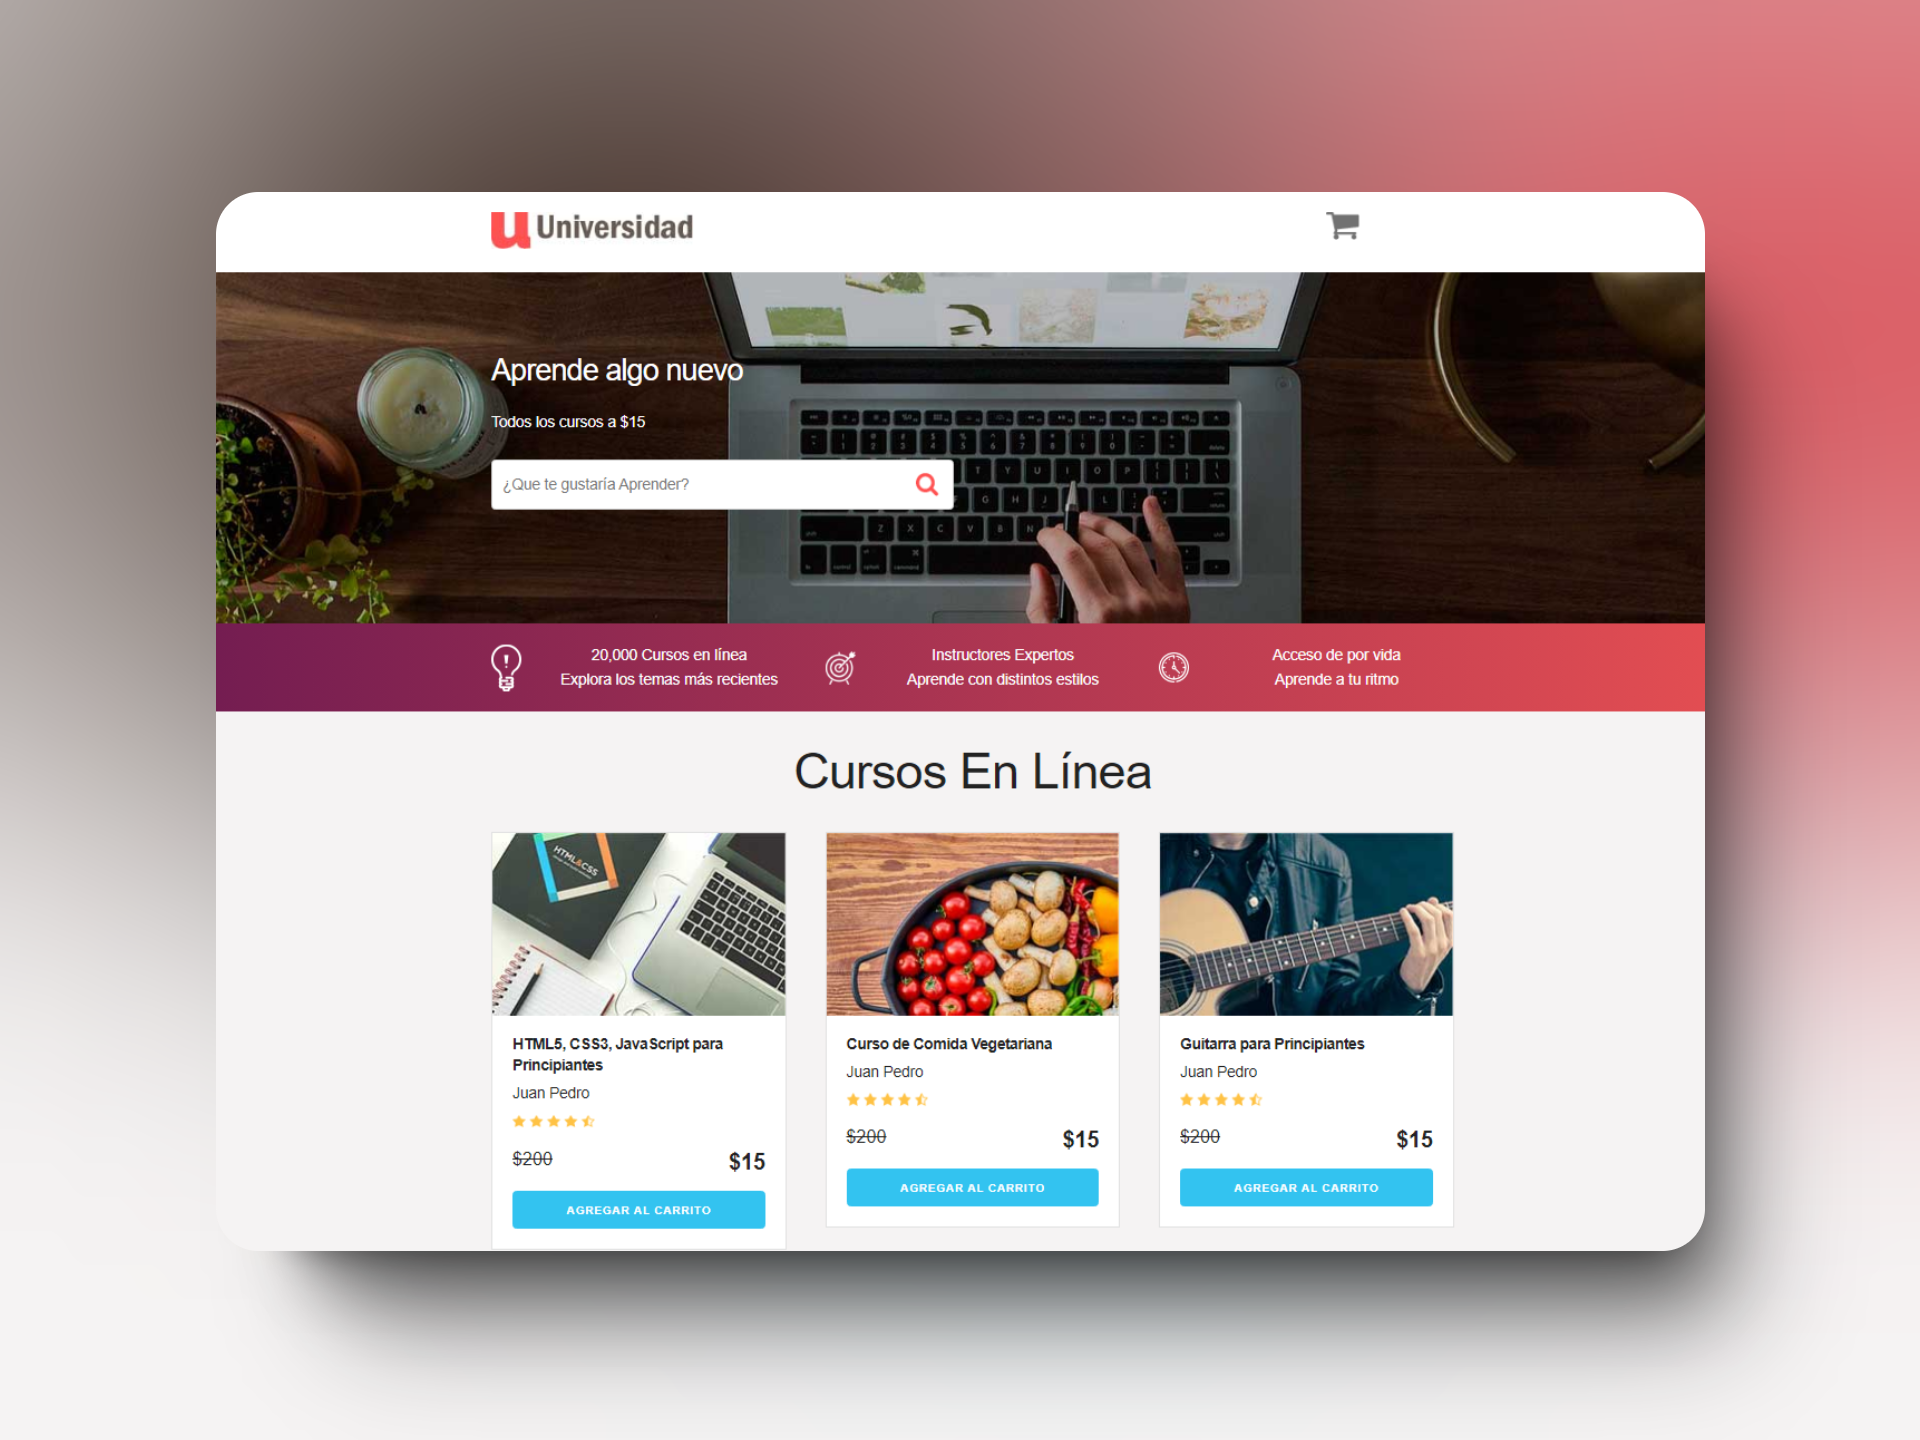 u Universidad
Aprende algo nuevo
Todos los cursos a $15
¿Que te gustaría Aprender?
20,000 Cursos en línea
Explora los temas más recientes
Instructores Expertos
Aprende con distintos estilos
Acceso de por vida
Aprende a tu ritmo
Cursos En Línea
HTML&CSS
HTML5, CSS3, JavaScript para
Principiantes
Juan Pedro
$200
$15
AGREGAR AL CARRITO
Curso de Comida Vegetariana
Juan Pedro
$200
$15
AGREGAR AL CARRITO
Guitarra para Principiantes
Juan Pedro
$200
$15
AGREGAR AL CARRITO